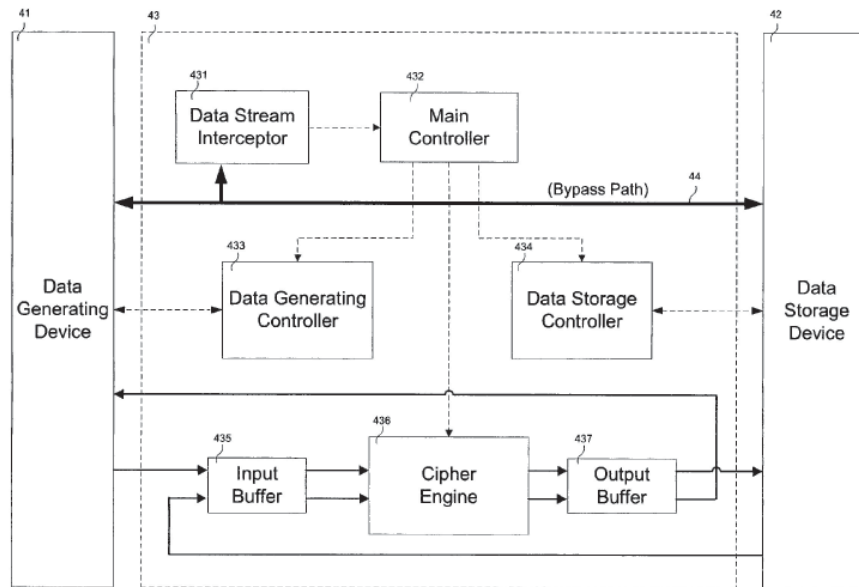 41
43
42
431
Data Stream
Interceptor
432
Main
Controller
(Bypass Path)
44
433
Data Generating
Controller
434
Data Storage
Controller
Data
Generating
Device
Data
Storage
Device
435
Input
Buffer
436
Cipher
Engine
437
Output
Buffer